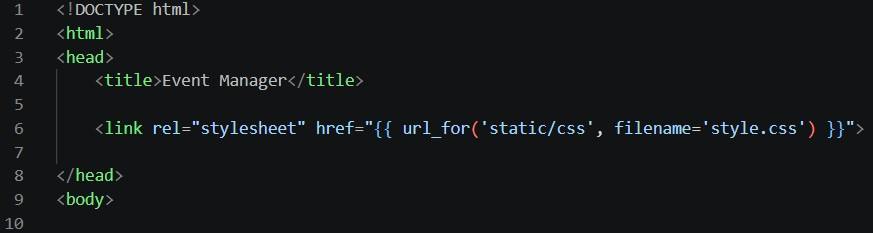 1 <!DOCTYPE html>
2 <html>
3 <head>
4 <title>Event Manager</title>
5
6 <link rel="stylesheet" href="{{ url_for('static/css', filename='style.css') }}">
7
8 </head>
9 <body>
10